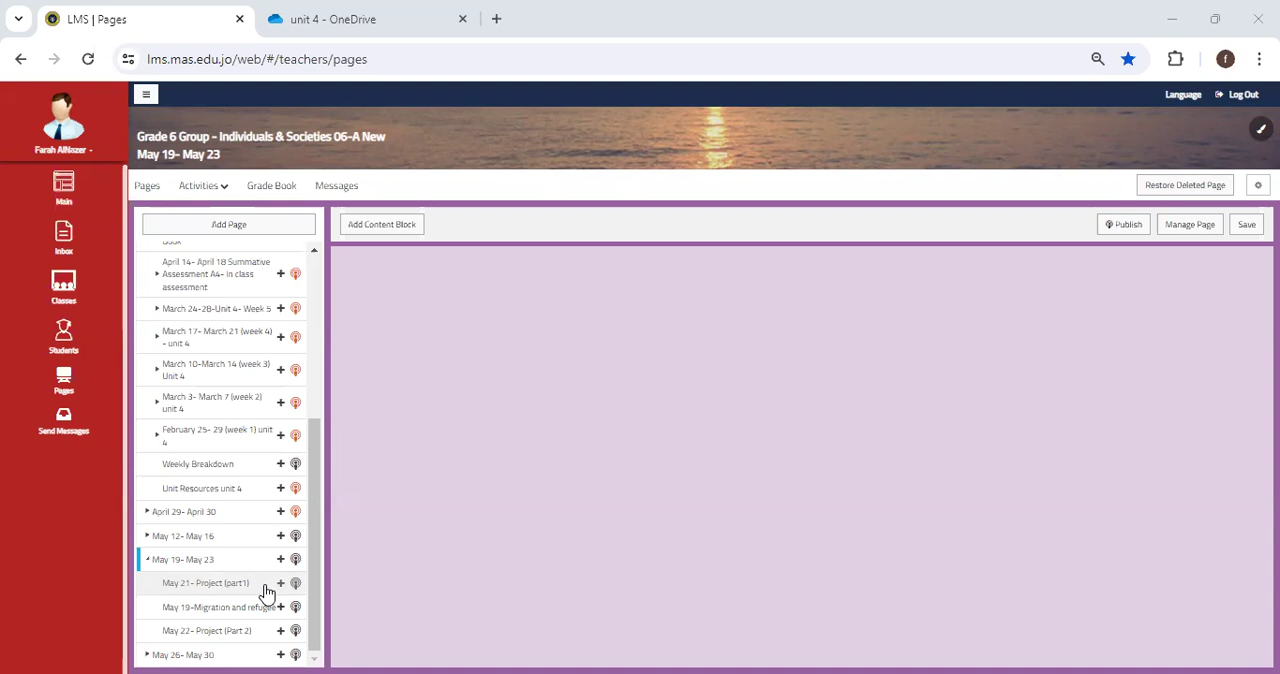 LMS | Pages
unit 4 - OneDrive
lms.mas.edu.jo/web/#/teachers/pages
f
Farah AlNazer
Language
Log Out
Grade 6 Group - Individuals & Societies 06-A New
May 19- May 23
Pages
Activities
Grade Book
Messages
Restore Deleted Page
Main
Inbox
Classes
Students
Pages
Send Messages
Add Page
Add Content Block
Publish
Manage Page
Save
April 14- April 18 Summative
Assessment A4- in class
assessment
March 24-28-Unit 4- Week 5
March 17- March 21 (week 4)
- unit 4
March 10-March 14 (week 3)
Unit 4
March 3- March 7 (week 2)
unit 4
February 25- 29 (week 1) unit
4
Weekly Breakdown
Unit Resources unit 4
April 29- April 30
May 12- May 16
May 19- May 23
May 21- Project (part1)
May 19-Migration and refugee
May 22- Project (Part 2)
May 26- May 30